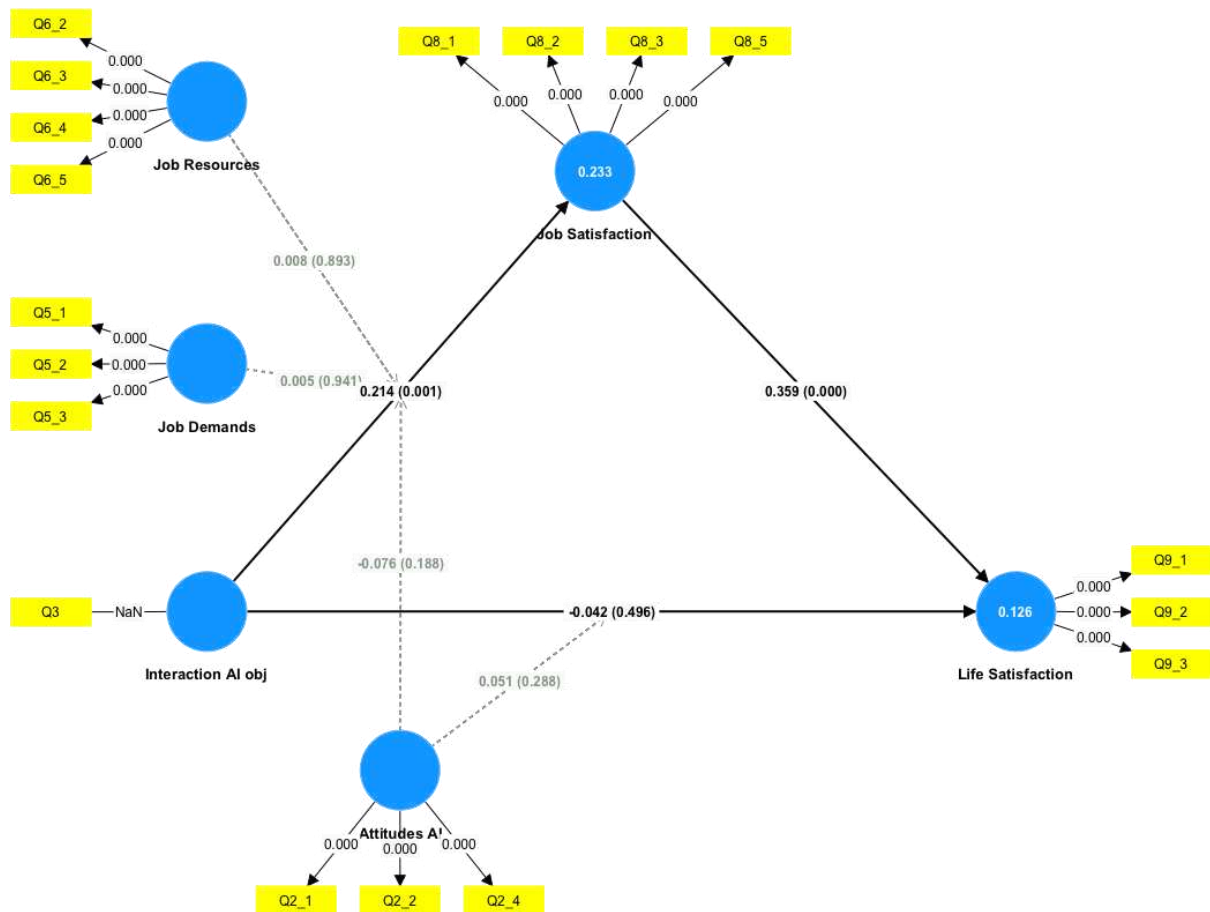 Q6_2
Q6_3
Q6_4
Q6_5
0.000
0.000
0.000
0.000
Job Resources
Q8_1
Q8_2
Q8_3
Q8_5
0.000
0.000
0.000
0.000
0.233
Job Satisfaction
0.008 (0.893)
Q5_1
Q5_2
Q5_3
0.000
0.000
0.000
Job Demands
0.005 (0.941)
0.214 (0.001)
0.359 (0.000)
-0.076 (0.188)
Q3
NaN
Interaction AI obj
-0.042 (0.496)
0.126
Life Satisfaction
0.000
0.000
0.000
Q9_1
Q9_2
Q9_3
0.051 (0.288)
Attitudes AI
0.000
0.000
0.000
Q2_1
Q2_2
Q2_4